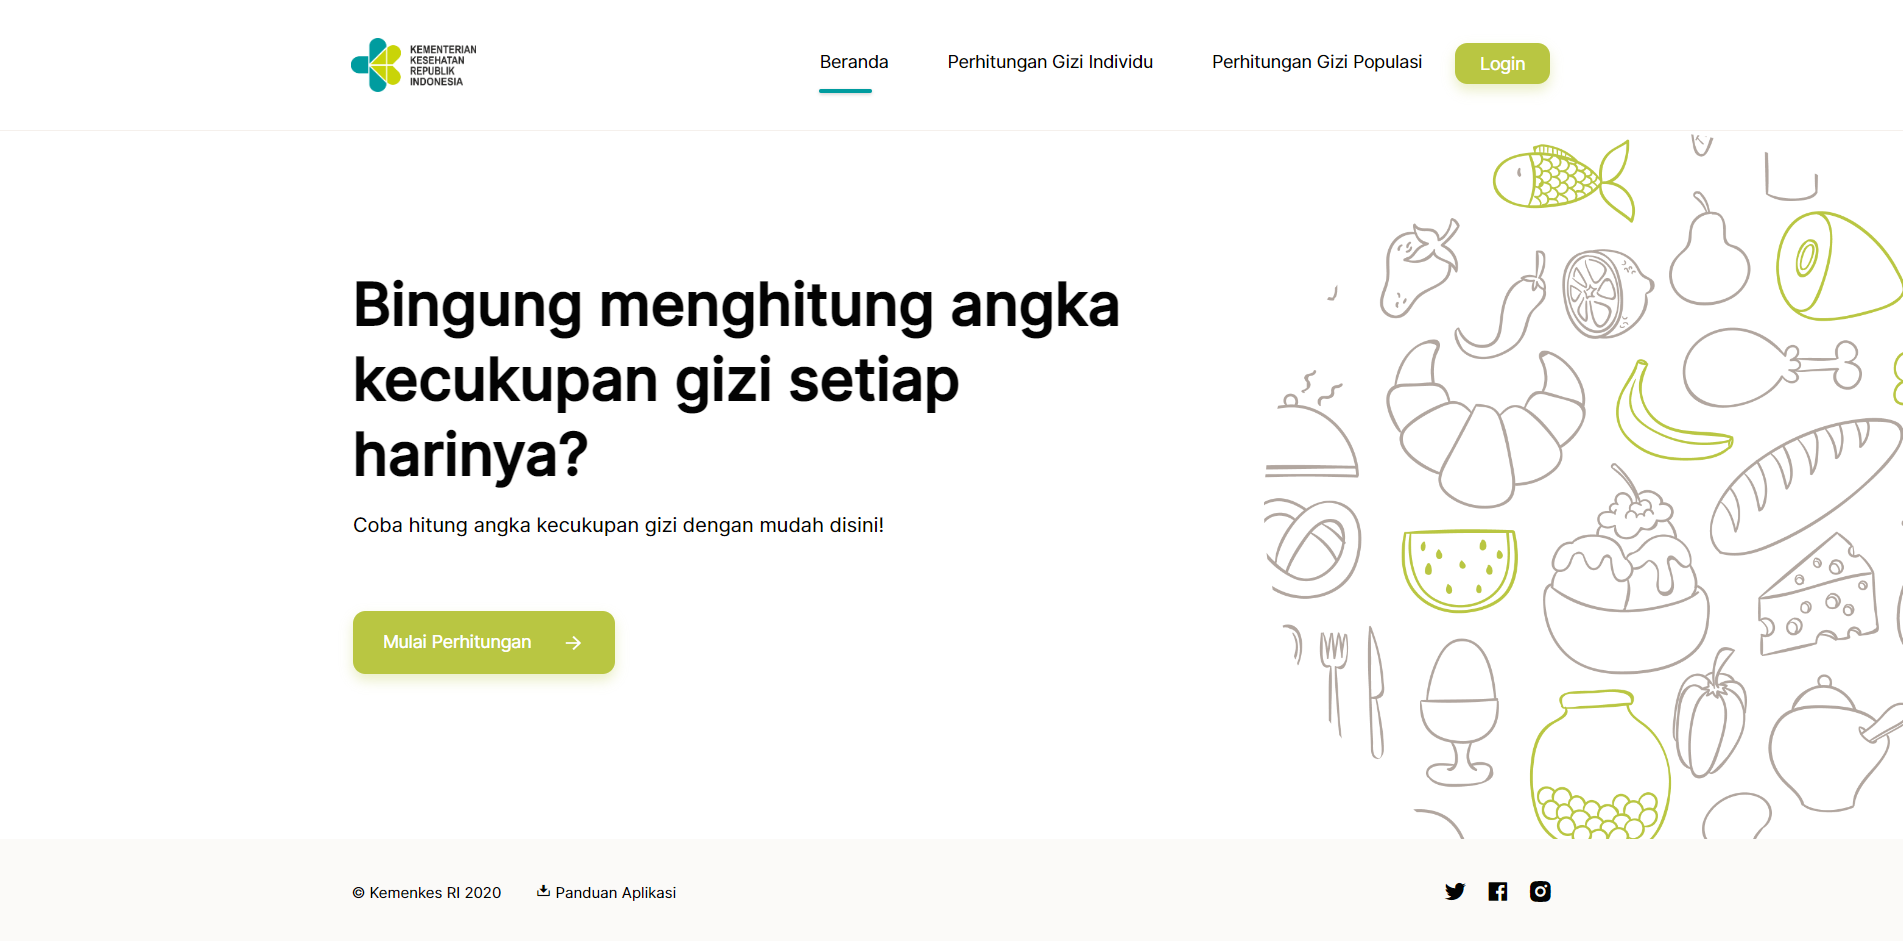 KEMENTERIAN
KESEHATAN
REPUBLIK
INDONESIA
Beranda
Perhitungan Gizi Individu
Perhitungan Gizi Populasi
Login
Bingung menghitung angka
kecukupan gizi setiap
harinya?
Coba hitung angka kecukupan gizi dengan mudah disini!
Mulai Perhitungan
© Kemenkes RI 2020
Panduan Aplikasi